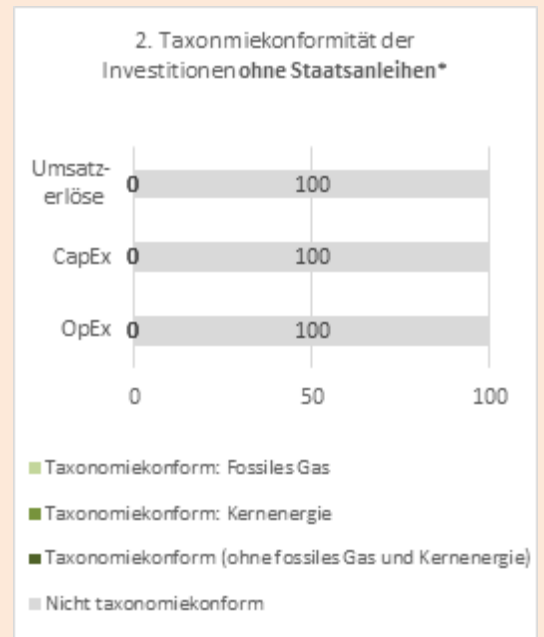 2. Taxonmiekonformität der
Investitionen ohne Staatsanleihen*
Umsatz-
erlöse
0
100
CapEx
0
100
OpEx
0
100
0
50
100
Taxonomiekonform: Fossiles Gas
Taxonomiekonform: Kernenergie
Taxonomiekonform (ohne fossiles Gas und Kernenergie)
Nicht taxonomiekonform